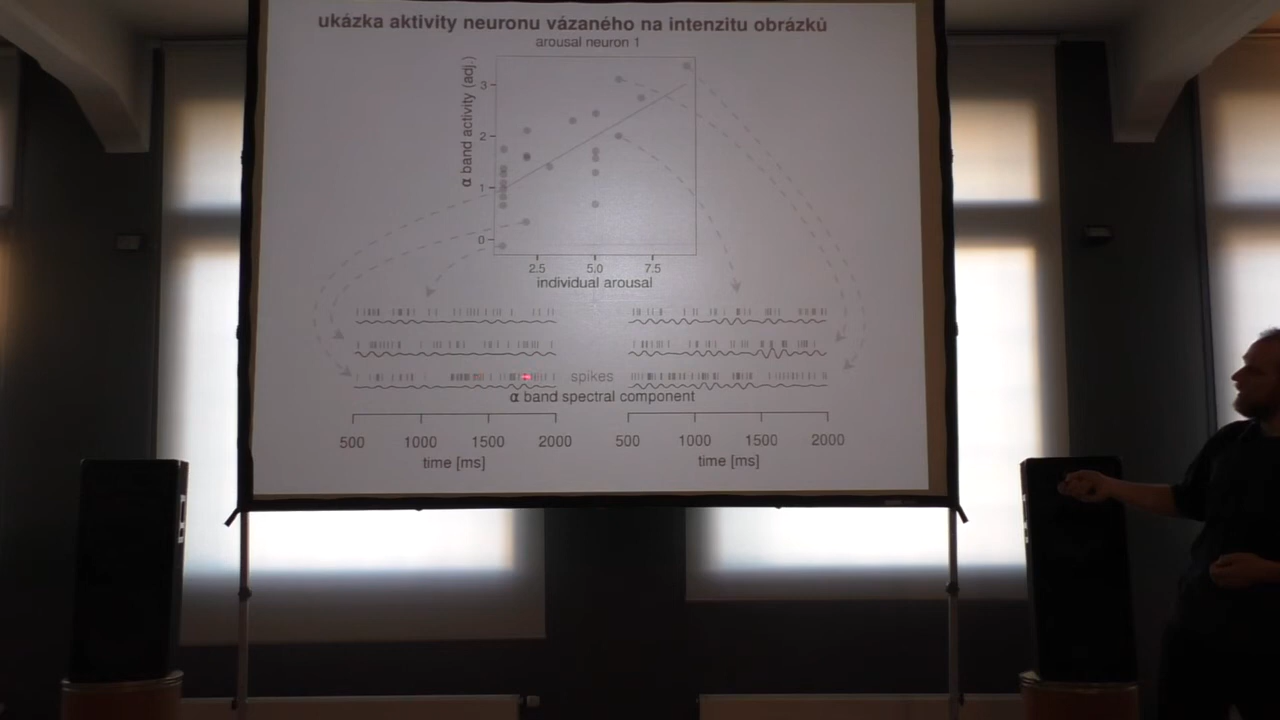 ukázka aktivity neuronu vázaného na intenzitu obrázků
arousal neuron 1
α band activity (adj.)
3
2
1
0
2.5 5.0 7.5
individual arousal
spikes
α band spectral component
500 1000 1500 2000 500 1000 1500 2000
time [ms] time [ms]